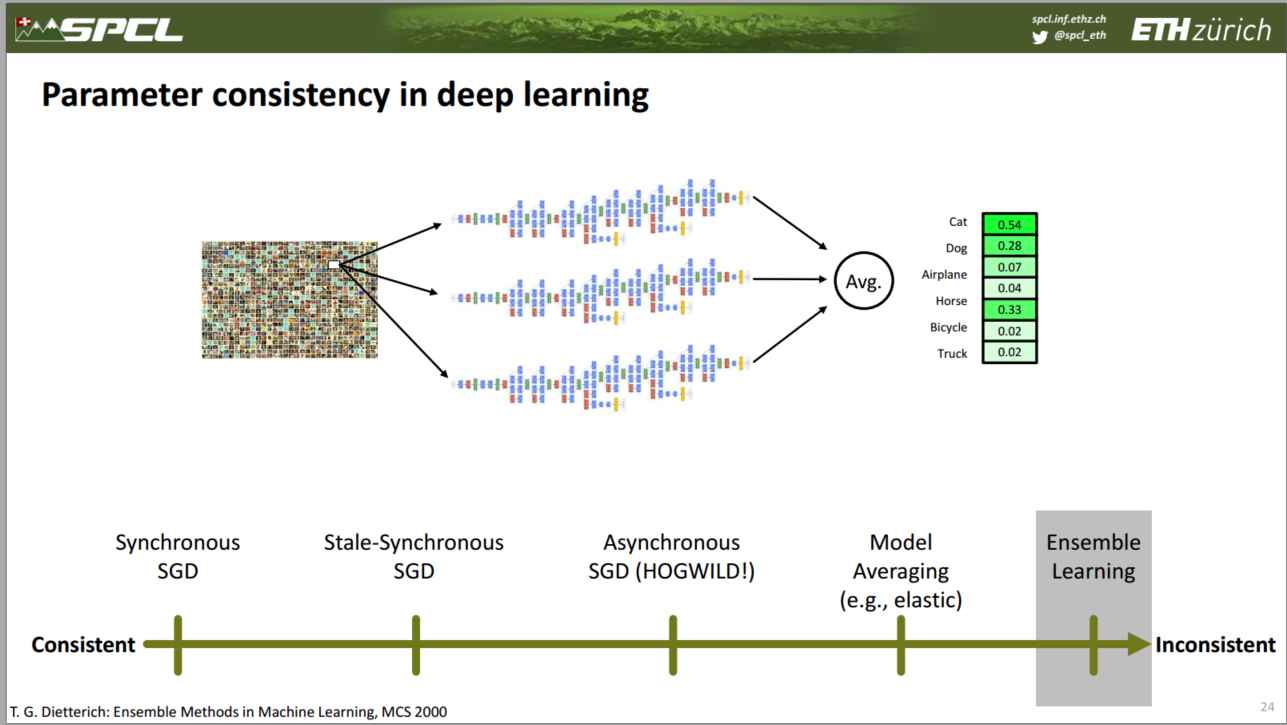 SPCL
spcl.inf.ethz.ch
@spcl_eth
ETH zürich
Parameter consistency in deep learning
Cat
0.54
Dog
0.28
Airplane
0.07
0.04
Horse
0.33
Bicycle
0.02
Truck
0.02
Avg.
Synchronous
SGD
Stale-Synchronous
SGD
Asynchronous
SGD (HOGWILD!)
Model
Averaging
(e.g., elastic)
Ensemble
Learning
Consistent
Inconsistent
T. G. Dietterich: Ensemble Methods in Machine Learning, MCS 2000
24